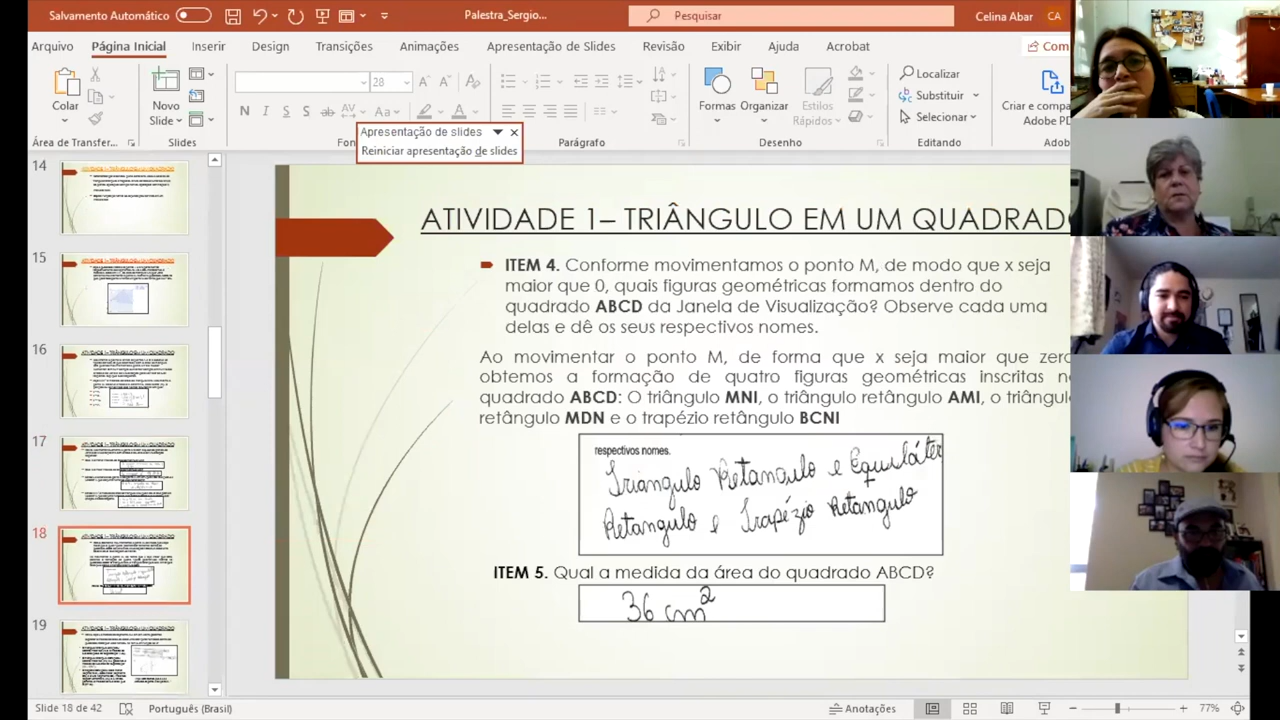 Salvamento Automático
Palestra_Sergio...
Pesquisar
Celina Abar
CA
Arquivo
Página Inicial
Inserir
Design
Transições
Animações
Apresentação de Slides
Revisão
Exibir
Ajuda
Acrobat
Com
28
Colar
Novo
Slide
Formas
Organizar
Estilos
Rápidos
Localizar
Substituir
Selecionar
Criar e compa
Adobe PD
Área de Transfer...
Slides
Fon
Parágrafo
Desenho
Editando
Adob
Apresentação de slides
Reiniciar apresentação de slides
14
15
16
17
18
19
ATIVIDADE 1– TRIÂNGULO EM UM QUADRADO
ITEM 4. Conforme movimentamos o ponto M, de modo que x seja
maior que 0, quais figuras geométricas formamos dentro do
quadrado ABCD da Janela de Visualização? Observe cada uma
delas e dê os seus respectivos nomes.
Ao movimentar o ponto M, de forma que x seja maior que zero
obtemos a formação de quatro figuras geométricas inscritas n
quadrado ABCD: O triângulo MNI, o triângulo retângulo AMI, o triângulo
retângulo MDN e o trapézio retângulo BCNI
respectivos nomes.
Triangulo Retangulo e equiláter
Retangulo e Trapézio Retangulo
ITEM 5. Qual a medida da área do quadrado ABCD?
36 cm²
Slide 18 de 42
Português (Brasil)
Anotações
77%